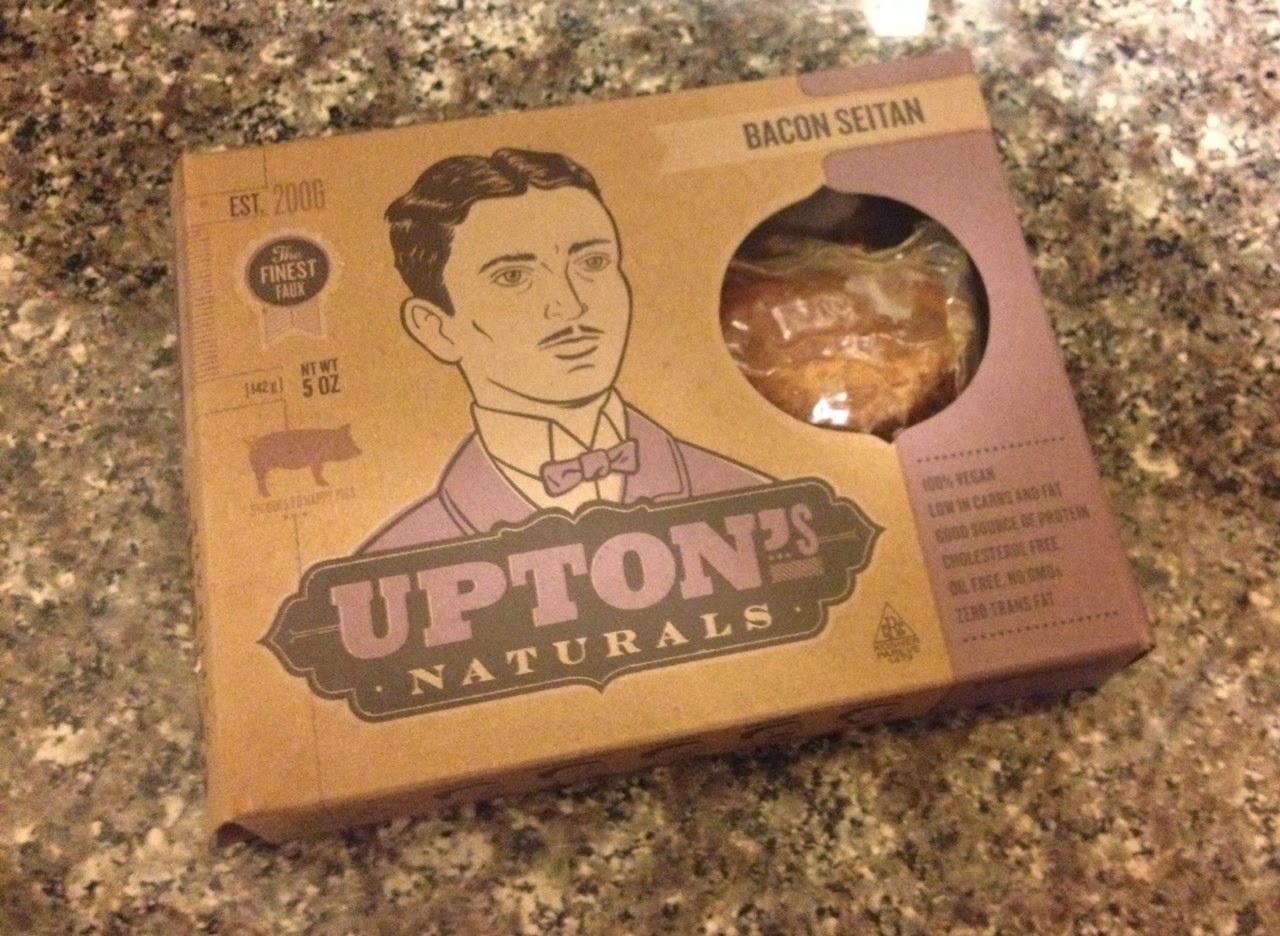 BACON SEITAN
EST. 2006
The
FINEST
FAUX
NT WT
[142g] 5 OZ
UPTON'S
· NATURALS ·
100% VEGAN
LOW IN CARBS AND FAT
GOOD SOURCE OF PROTEIN
CHOLESTEROL FREE
OIL FREE, NO GMOs
ZERO TRANS FAT